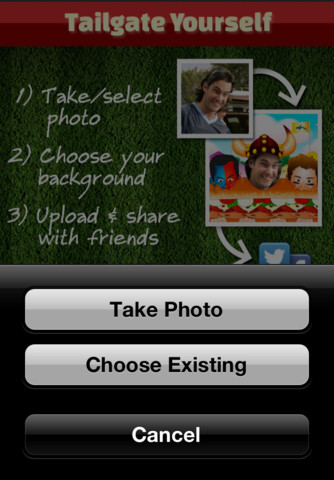 Tailgate Yourself
1) Take/select
photo
2) Choose your
background
3) Upload & share
with friends
Take Photo
Choose Existing
Cancel